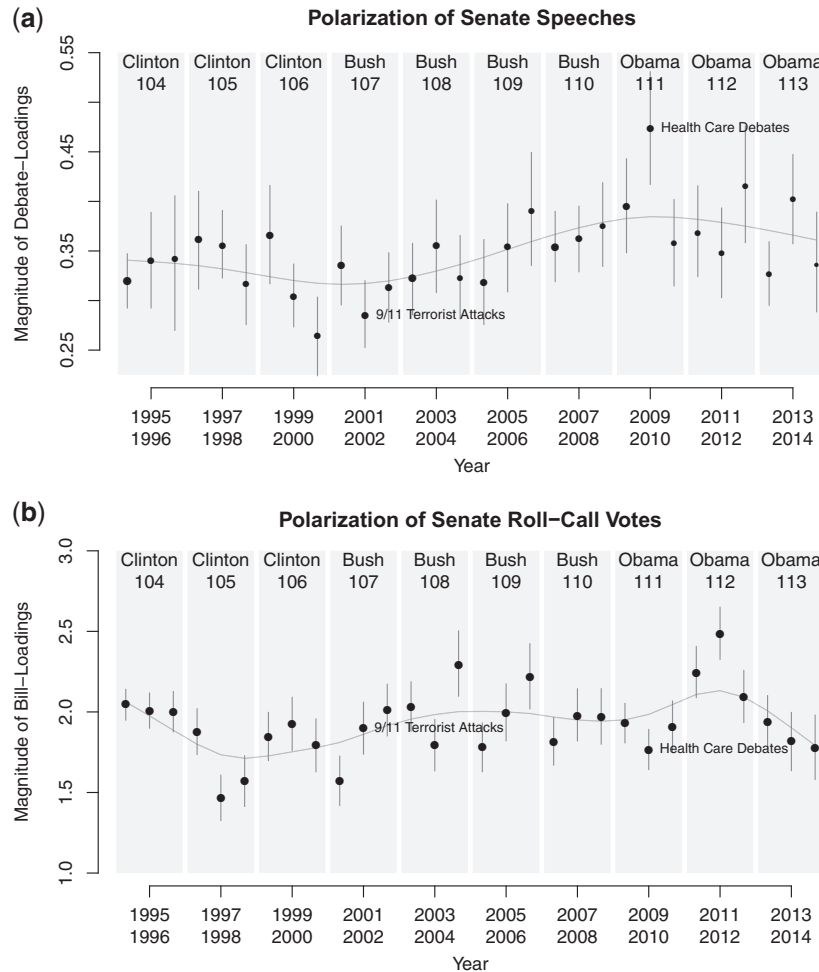 (a)
Polarization of Senate Speeches
Magnitude of Debate−Loadings
0.55
0.45
0.35
0.25
Clinton Clinton Clinton Bush Bush Bush Bush Obama Obama Obama
104 105 106 107 108 109 110 111 112 113
Health Care Debates
9/11 Terrorist Attacks
1995 1997 1999 2001 2003 2005 2007 2009 2011 2013
1996 1998 2000 2002 2004 2006 2008 2010 2012 2014
Year
(b)
Polarization of Senate Roll−Call Votes
Magnitude of Bill−Loadings
3.0
2.5
2.0
1.5
1.0
Clinton Clinton Clinton Bush Bush Bush Bush Obama Obama Obama
104 105 106 107 108 109 110 111 112 113
9/11 Terrorist Attacks
Health Care Debates
1995 1997 1999 2001 2003 2005 2007 2009 2011 2013
1996 1998 2000 2002 2004 2006 2008 2010 2012 2014
Year